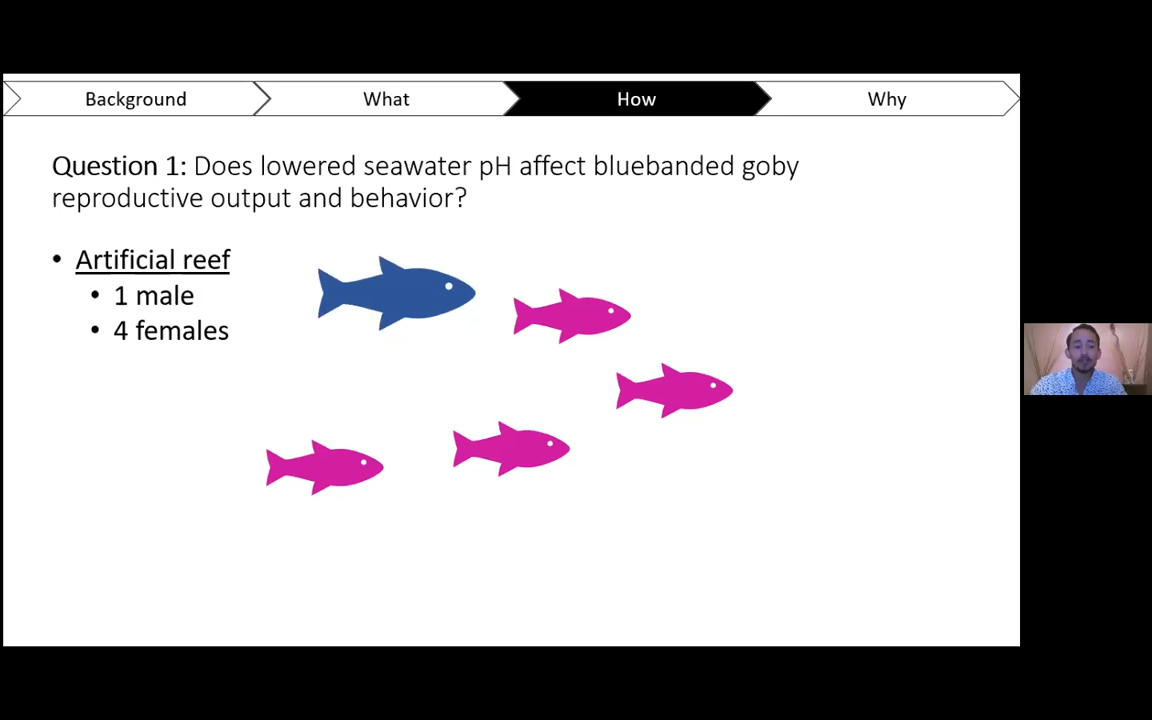 Background
What
How
Why
Question 1: Does lowered seawater pH affect bluebanded goby
reproductive output and behavior?
• Artificial reef
• 1 male
• 4 females